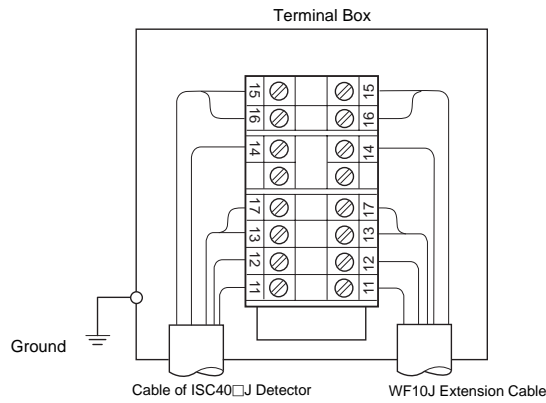 Terminal Box
15 15
16 16
14 14
17 17
13 13
12 12
11 11
Ground
Cable of ISC40□J Detector
WF10J Extension Cable